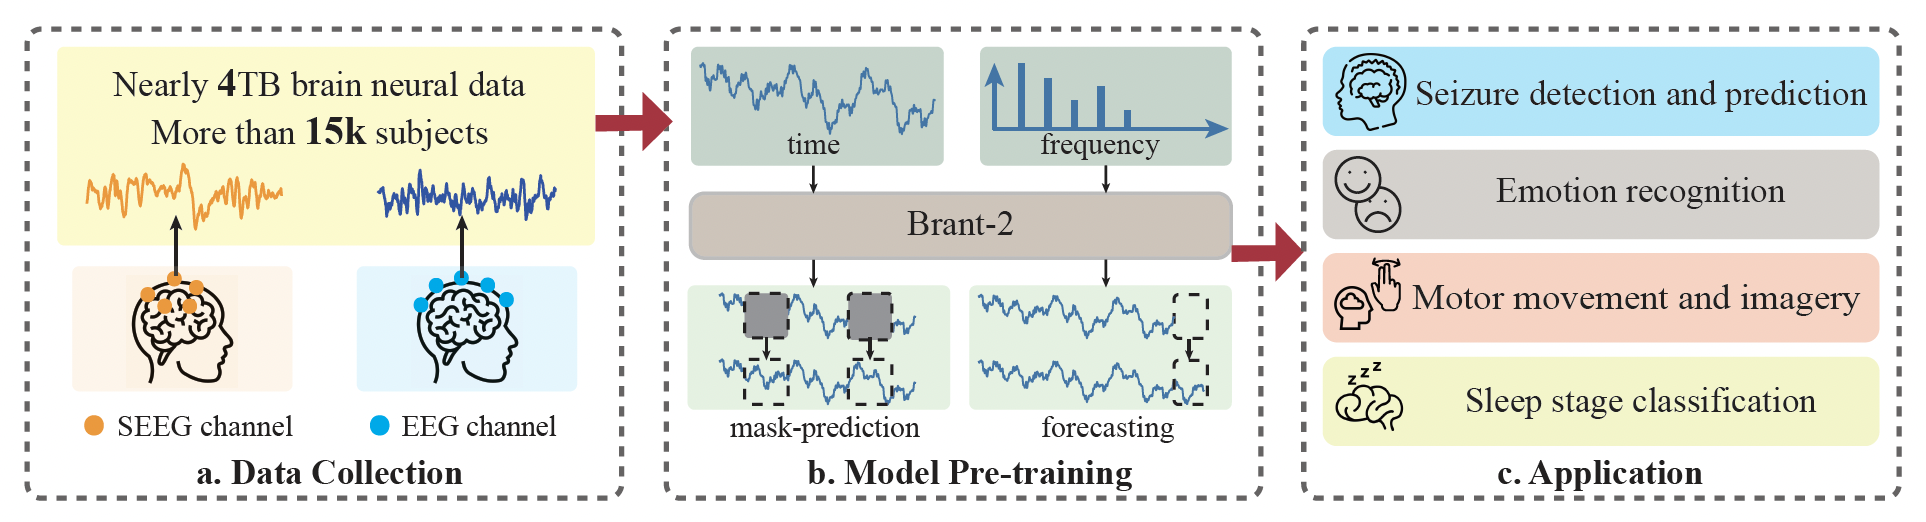 Nearly 4TB brain neural data
More than 15k subjects
SEEG channel
EEG channel
a. Data Collection
time
frequency
Brant-2
mask-prediction
forecasting
b. Model Pre-training
Seizure detection and prediction
Emotion recognition
Motor movement and imagery
z z z
Sleep stage classification
c. Application